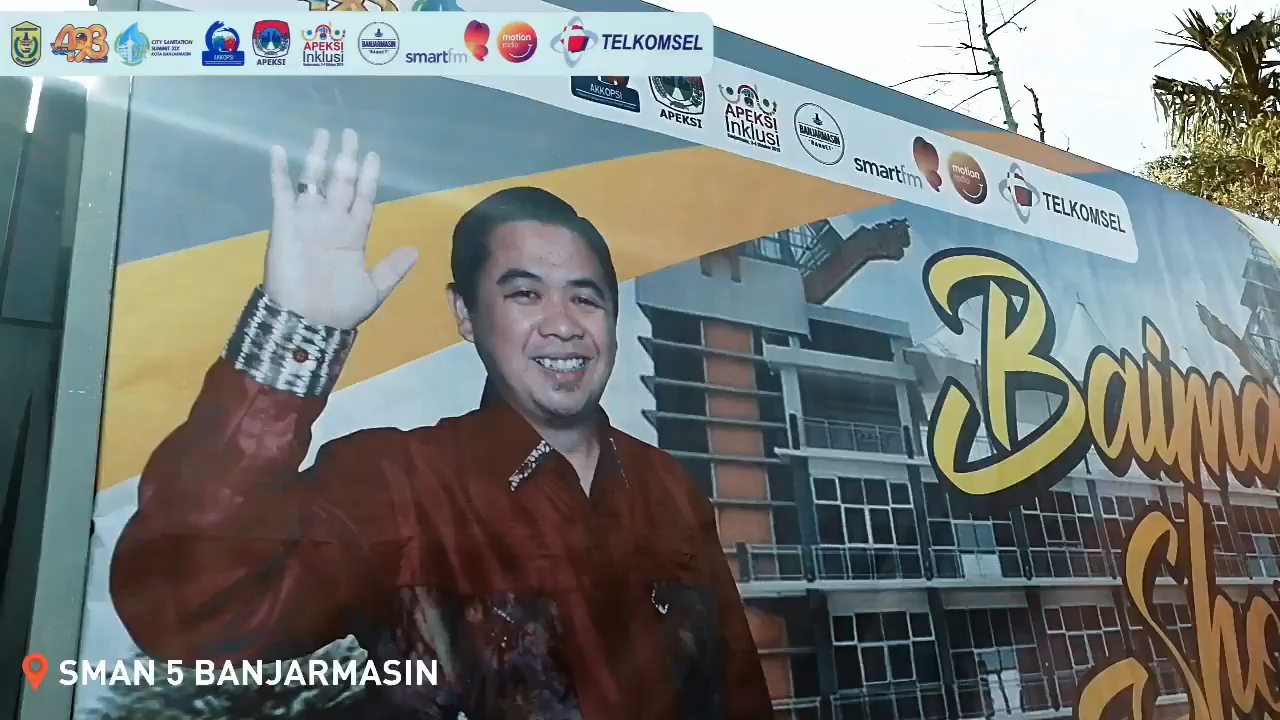 493
CITY SANITATION
SUMMIT XIX
KOTA BANJARMASIN
AKKOPSI
APEKSI
APEKSI
Inklusi
BANJARMASIN
smartfm
motion
radio
TELKOMSEL
AKKOPSI
APEKSI
APEKSI
Inklusi
BANJARMASIN
smartfm
motion
radio
TELKOMSEL
Baima
Sho
SMAN 5 BANJARMASIN